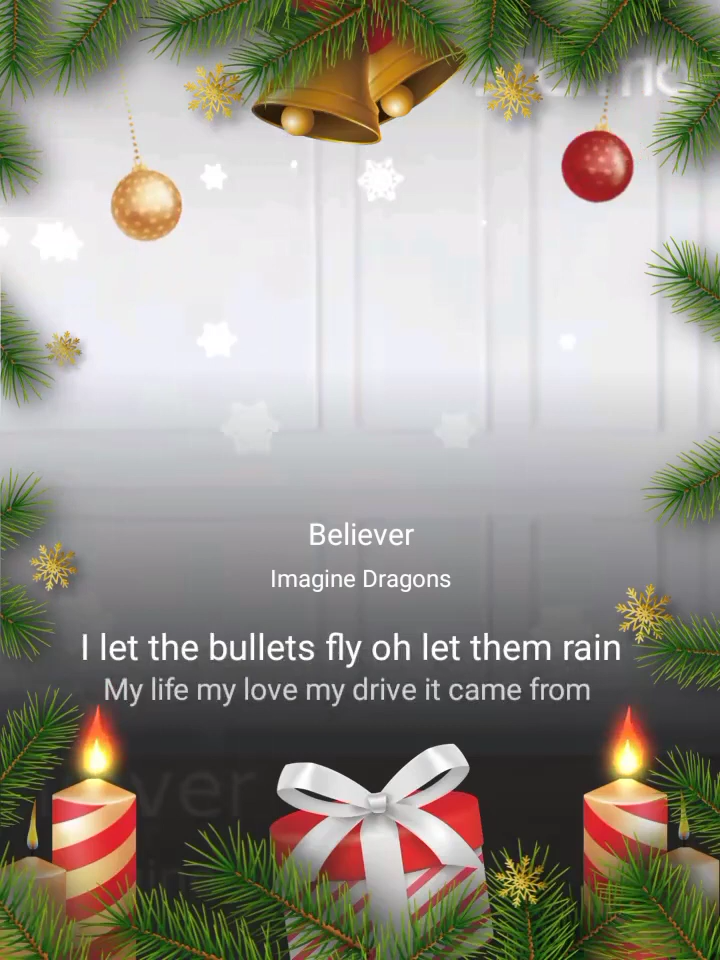 Believer
Imagine Dragons
I let the bullets fly oh let them rain
My life my love my drive it came from